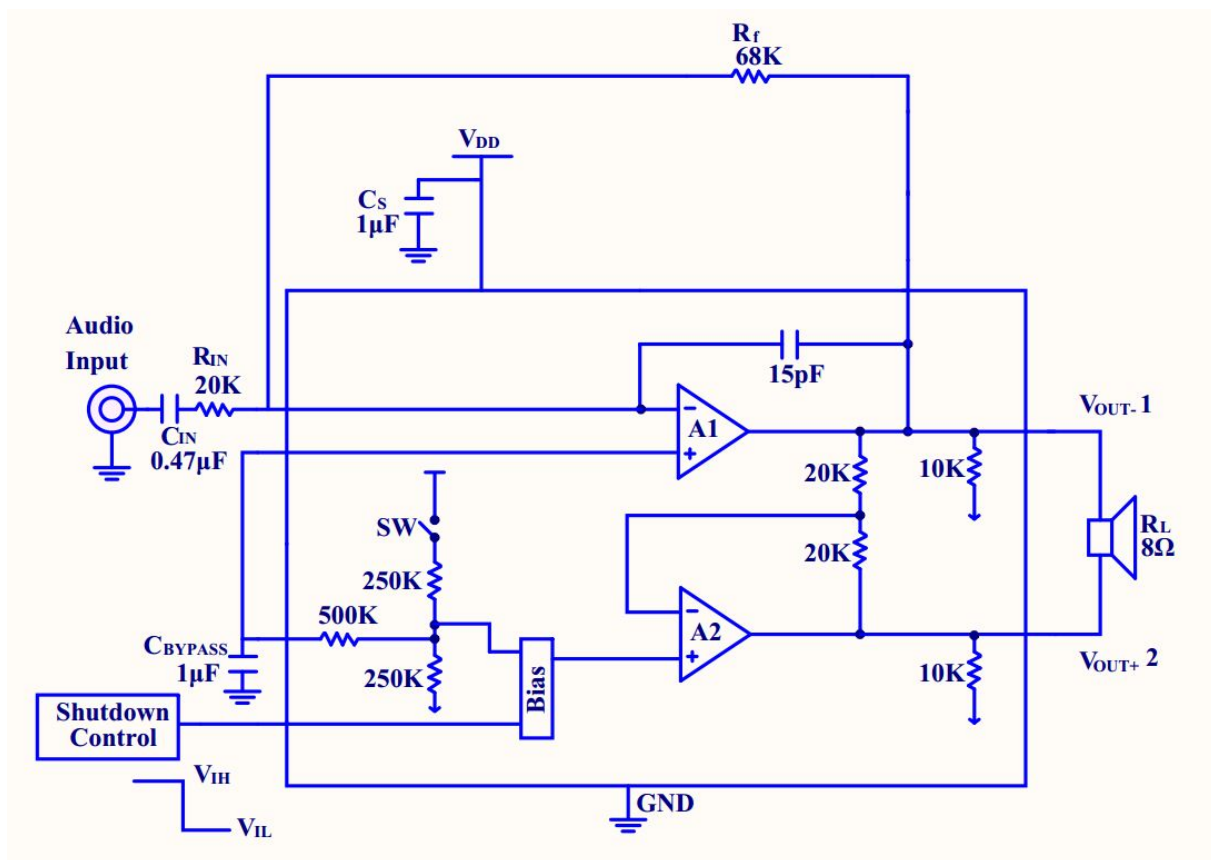 Rf
68K
VDD
CS
1µF
Audio
Input
RIN
20K
CIN
0.47µF
15pF
A1
VOUT- 1
20K
10K
SW
20K
RL
8Ω
250K
500K
A2
CBYPASS
1µF
250K
Bias
10K
VOUT+ 2
Shutdown
Control
VIH
VIL
GND